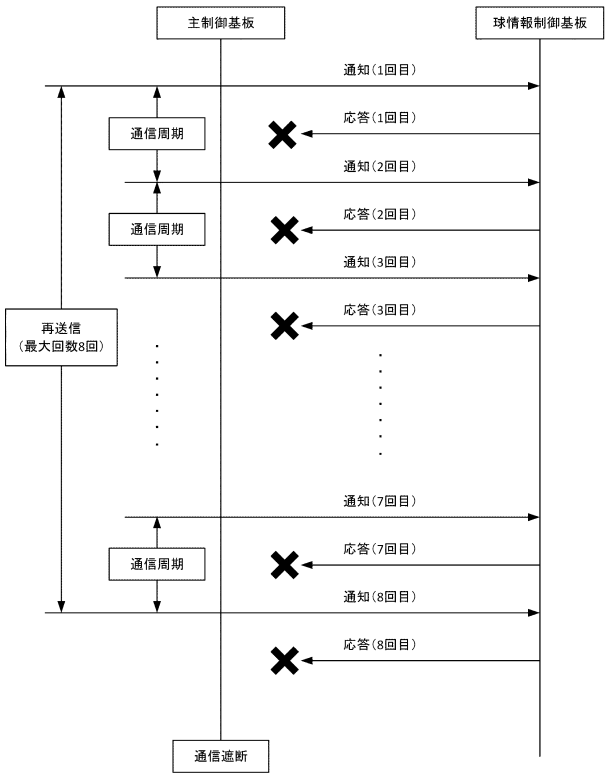 主制御基板
球情報制御基板
通知(1回目)
応答(1回目)
通信周期
通知(2回目)
応答(2回目)
通信周期
通知(3回目)
応答(3回目)
再送信
(最大回数8回)
通知(7回目)
応答(7回目)
通信周期
通知(8回目)
応答(8回目)
通信遮断